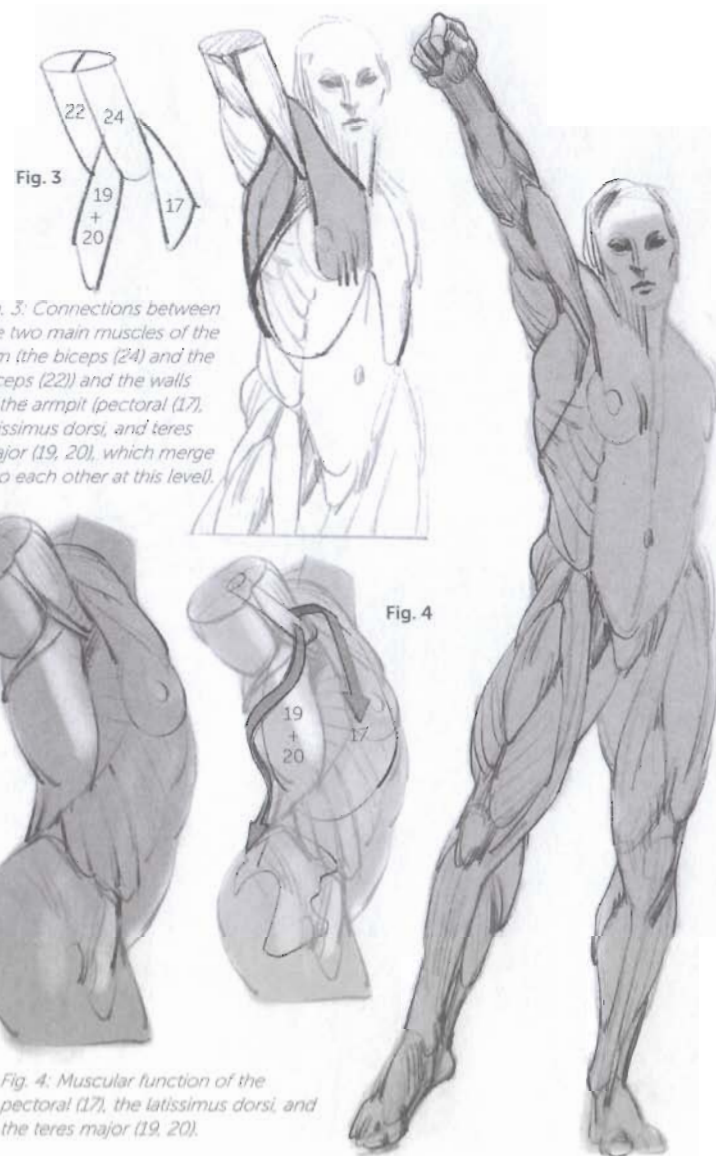 22 24
Fig. 3
19
+
20
17
. 3: Connections between
e two main muscles of the
m (the biceps (24) and the
ceps (22)) and the walls
the armpit (pectoral (17),
issimus dorsi, and teres
ajor (19, 20), which merge
o each other at this level).
Fig. 4
19
+
20
17
Fig. 4: Muscular function of the
pectoral (17), the latissimus dorsi, and
the teres major (19, 20).